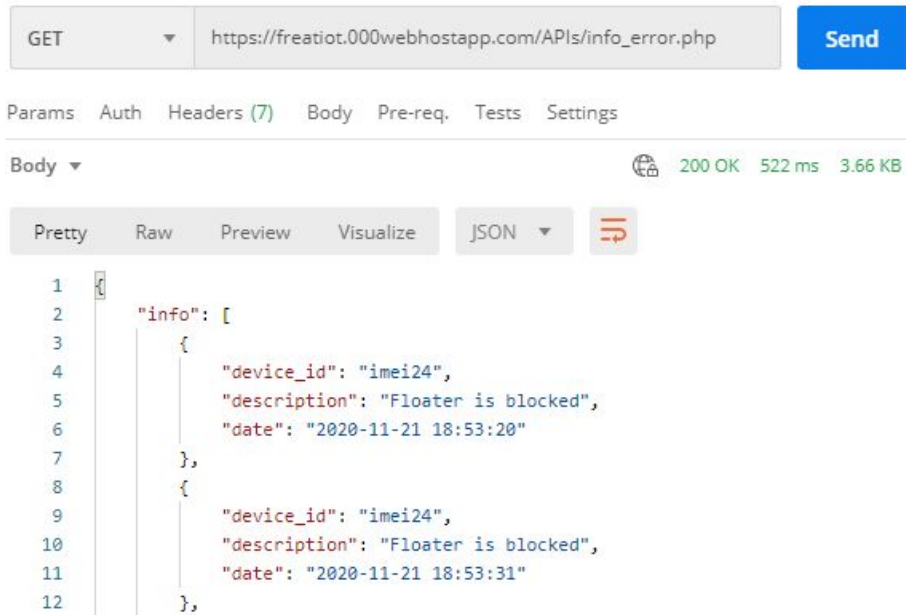 GET https://freatiot.000webhostapp.com/APIs/info_error.php Send
Params Auth Headers (7) Body Pre-req. Tests Settings
Body 200 OK 522 ms 3.66 KB
Pretty Raw Preview Visualize JSON
1 {
2 "info": [
3 {
4 "device_id": "imei24",
5 "description": "Floater is blocked",
6 "date": "2020-11-21 18:53:20"
7 },
8 {
9 "device_id": "imei24",
10 "description": "Floater is blocked",
11 "date": "2020-11-21 18:53:31"
12 },